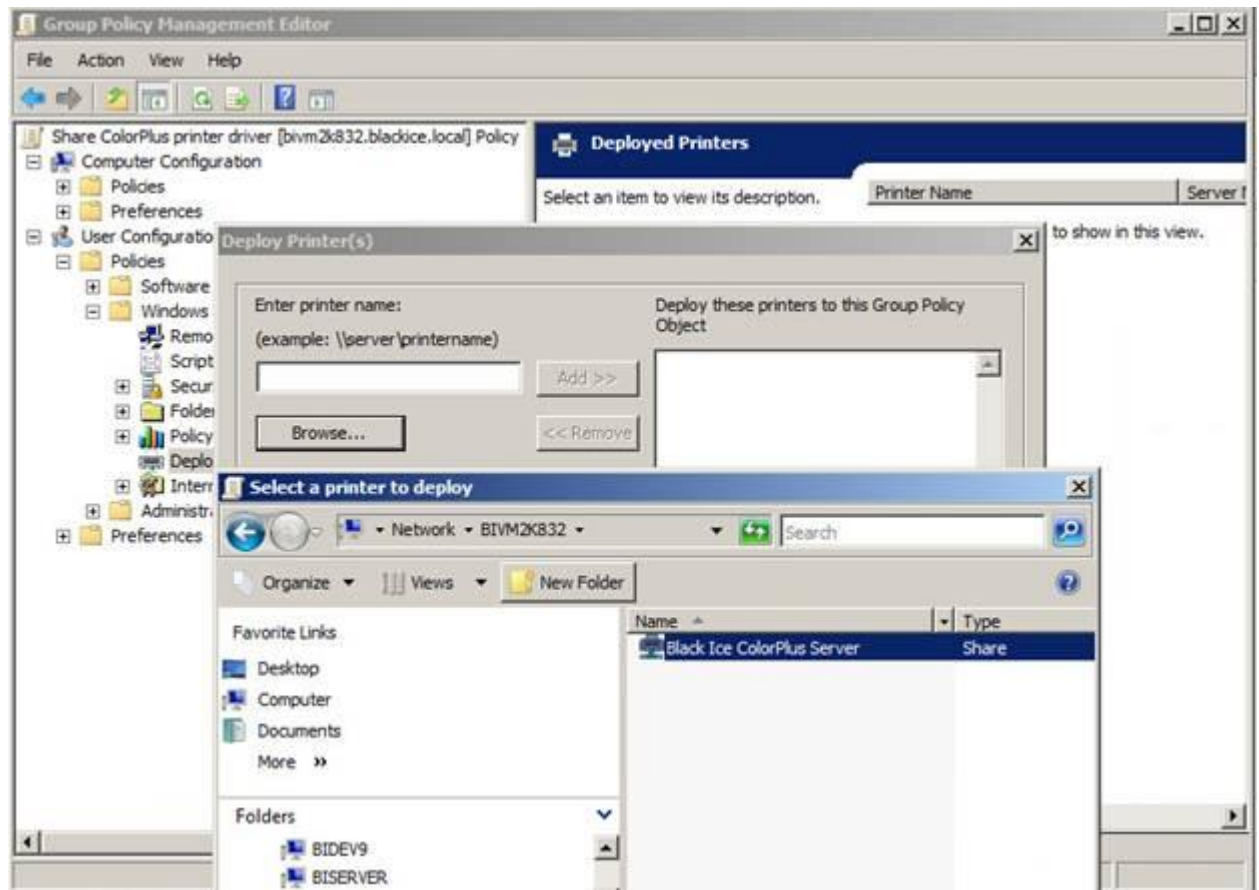 Group Policy Management Editor
File Action View Help
Share ColorPlus printer driver [bivm2k832.blackice.local] Policy
Computer Configuration
Policies
Preferences
User Configuratio
Policies
Software
Windows
Remo
Script
Secur
Folder
Policy
Deplo
Intern
Administr
Preferences
Deployed Printers
Select an item to view its description.
Printer Name Server
to show in this view.
Deploy Printer(s)
Enter printer name:
(example: \\server\printername)
Add >>
Browse...
<< Remove
Deploy these printers to this Group Policy
Object
Select a printer to deploy
Network BIVM2K832
Search
Organize Views New Folder
Favorite Links
Desktop
Computer
Documents
More »
Folders
BIDEV9
BISERVER
Name Type
Black Ice ColorPlus Server Share